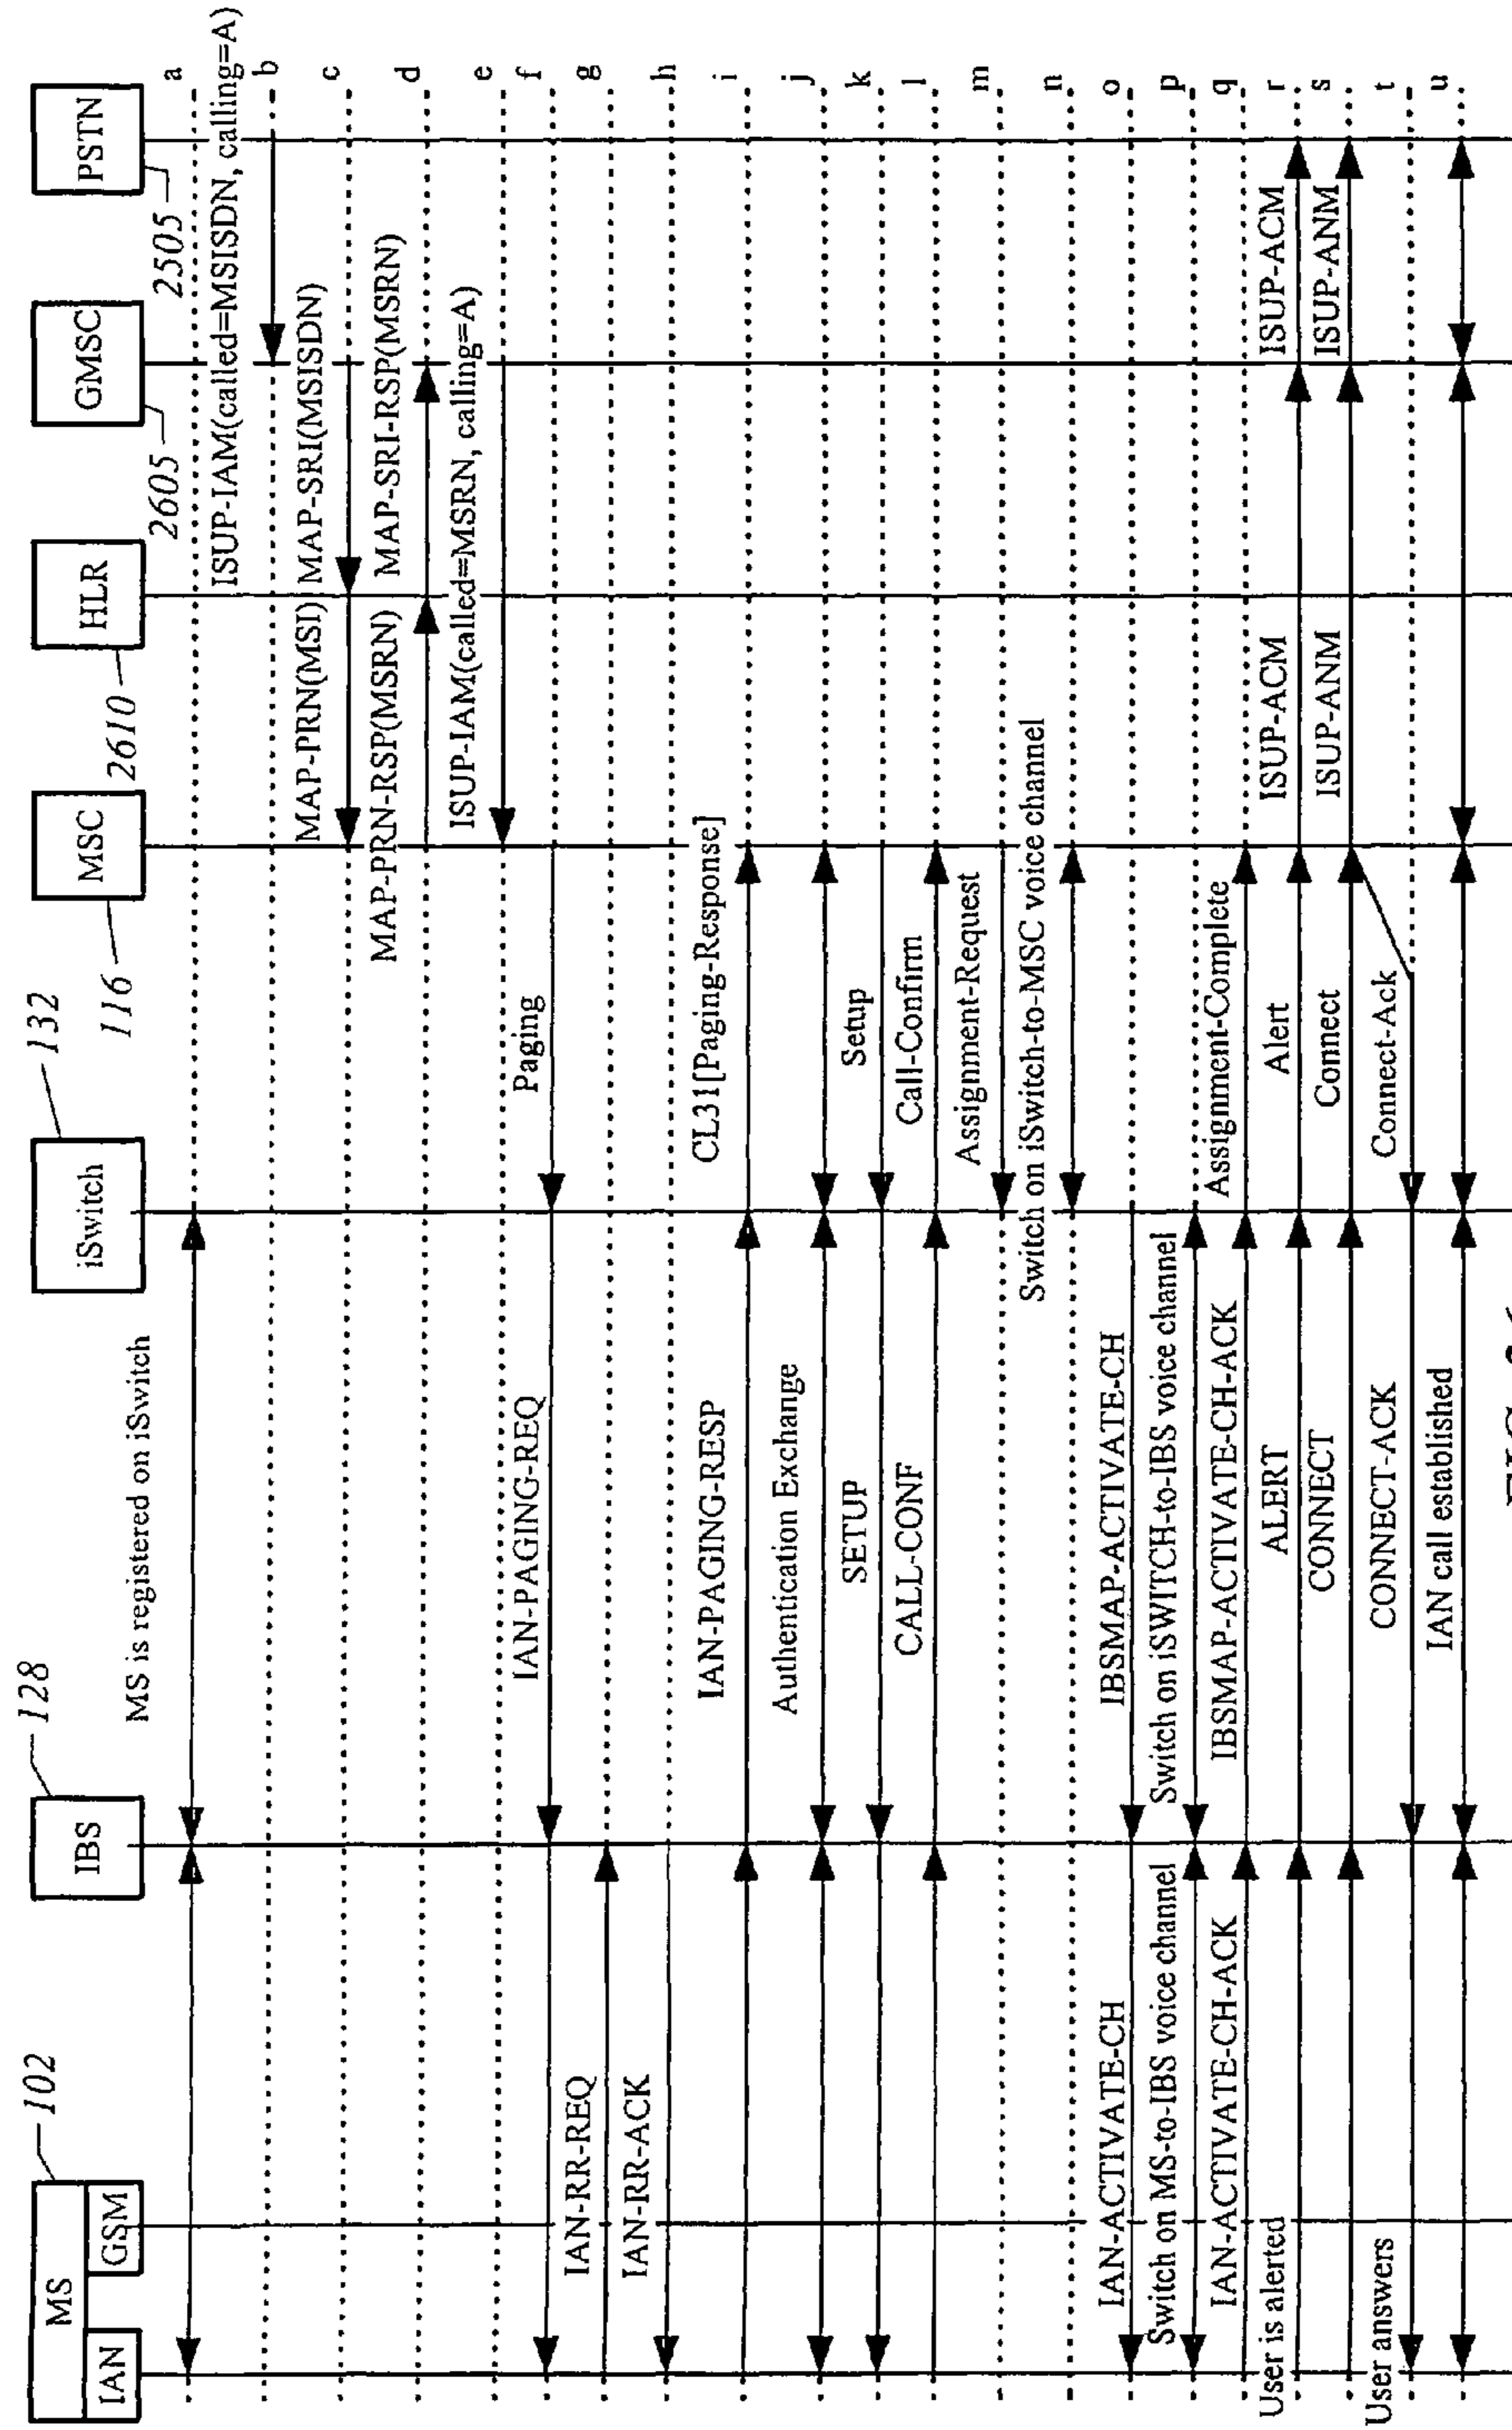 MS
IAN
GSM
102
IBS
128
iSwitch
132
MSC
116
HLR
2610
GMSC
2605
PSTN
2505
MS is registered on iSwitch
a
ISUP-IAM(called=MSISDN, calling=A)
b
MAP-PRN(MSI)
MAP-SRI(MSISDN)
c
MAP-PRN-RSP(MSRN)
MAP-SRI-RSP(MSRN)
d
ISUP-IAM(called=MSRN, calling=A)
e
IAN-PAGING-REQ
Paging
f
IAN-RR-REQ
g
IAN-RR-ACK
h
IAN-PAGING-RESP
CL31[Paging-Response]
i
Authentication Exchange
j
SETUP
Setup
k
CALL-CONF
Call-Confirm
l
Assignment-Request
m
Switch on iSwitch-to-MSC voice channel
n
IAN-ACTIVATE-CH
IBSMAP-ACTIVATE-CH
o
Switch on MS-to-IBS voice channel
Switch on iSWITCH-to-IBS voice channel
p
IAN-ACTIVATE-CH-ACK
IBSMAP-ACTIVATE-CH-ACK
Assignment-Complete
q
User is alerted
ALERT
Alert
ISUP-ACM
ISUP-ACM
r
CONNECT
Connect
ISUP-ANM
ISUP-ANM
s
User answers
CONNECT-ACK
Connect-Ack
t
IAN call established
u